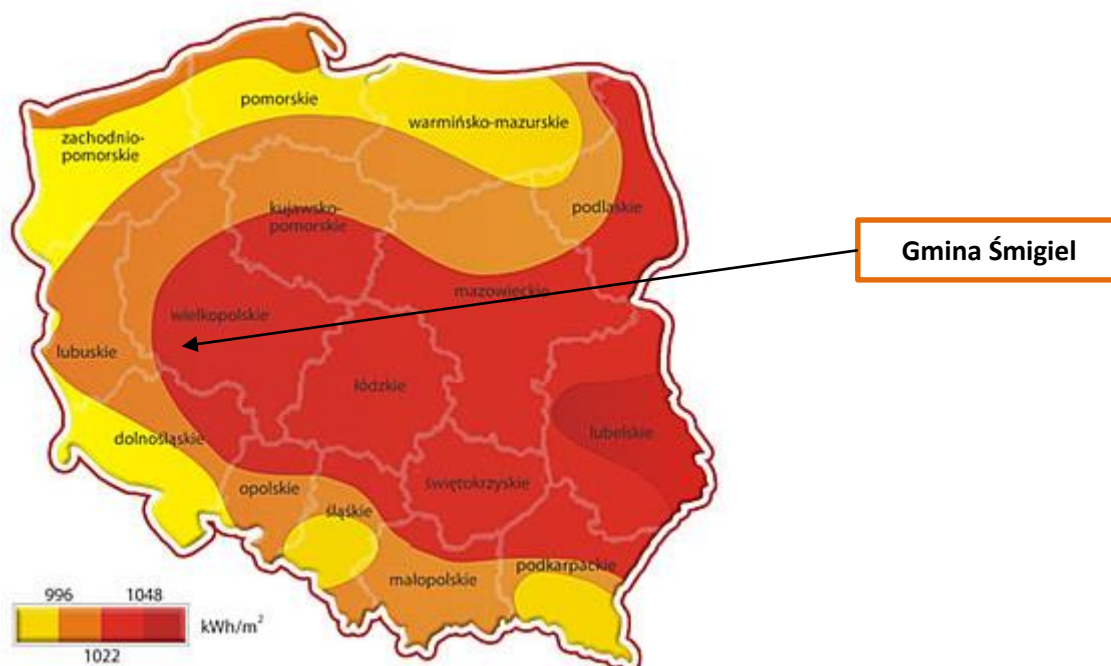 pomorskie
warmińsko-mazurskie
zachodnio-
pomorskie
kujawsko-
pomorskie
podlaskie
Gmina Śmigiel
mazowieckie
wielkopolskie
lubuskie
łódzkie
dolnośląskie
lubelskie
opolskie
świętokrzyskie
śląskie
małopolskie
podkarpackie
996 1048
kWh/m²
1022